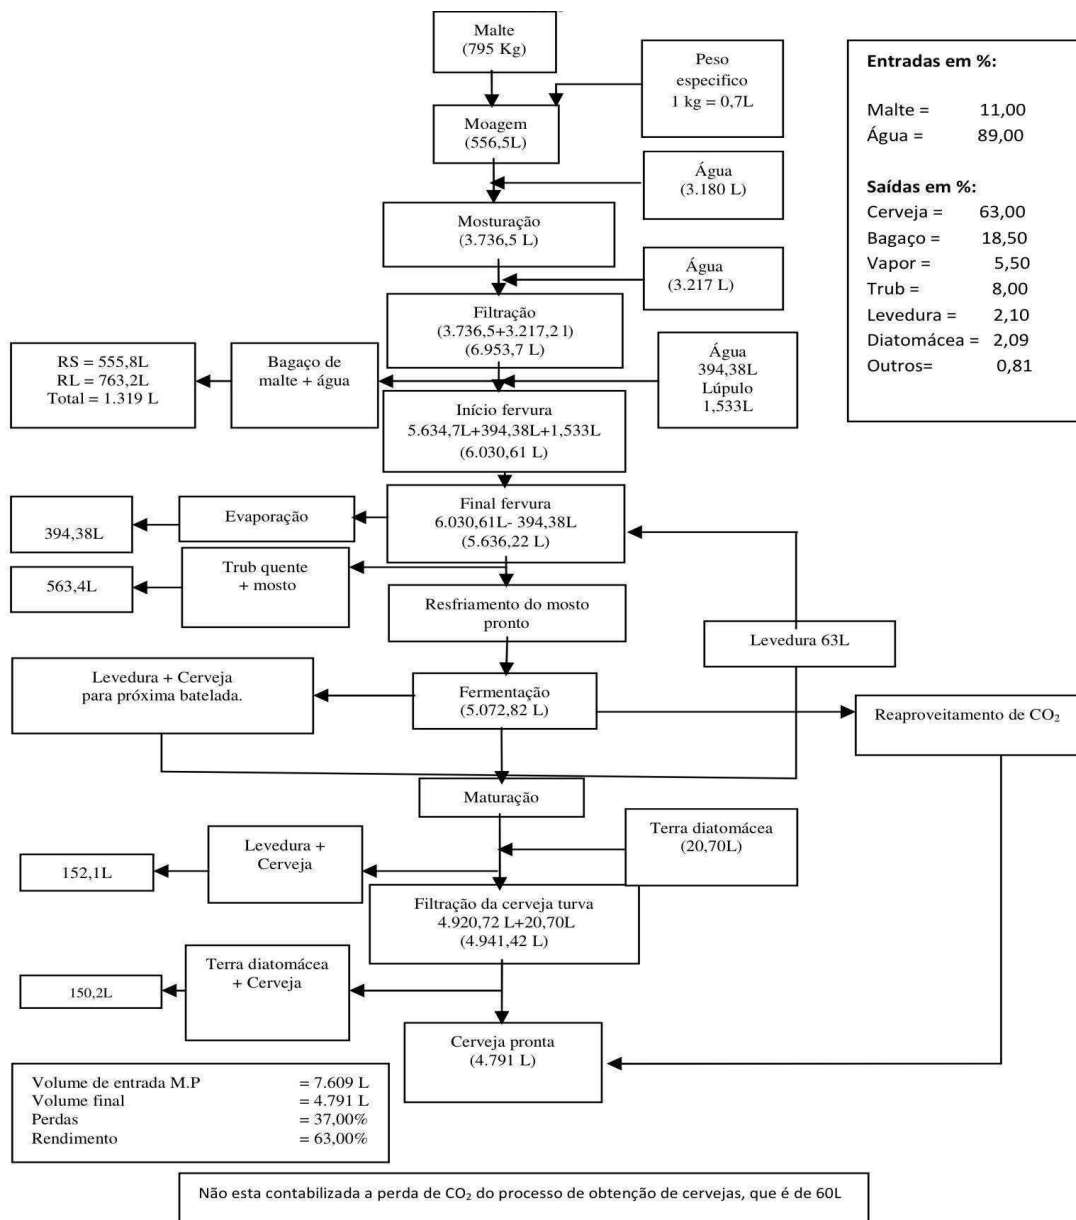 Malte
(795 Kg)
Peso
especifico
1 kg = 0,7L
Entradas em %:
Malte = 11,00
Água = 89,00
Saídas em %:
Cerveja = 63,00
Bagaço = 18,50
Vapor = 5,50
Trub = 8,00
Levedura = 2,10
Diatomácea = 2,09
Outros= 0,81
Moagem
(556,5L)
Água
(3.180 L)
Mosturação
(3.736,5 L)
Água
(3.217 L)
Filtração
(3.736,5+3.217,2 l)
(6.953,7 L)
RS = 555,8L
RL = 763,2L
Total = 1.319 L
Bagaço de
malte + água
Água
394,38L
Lúpulo
1,533L
Início fervura
5.634,7L+394,38L+1,533L
(6.030,61 L)
Final fervura
6.030,61L- 394,38L
(5.636,22 L)
Evaporação
394,38L
Trub quente
+ mosto
563,4L
Resfriamento do mosto
pronto
Levedura 63L
Levedura + Cerveja
para próxima batelada.
Fermentação
(5.072,82 L)
Reaproveitamento de CO₂
Maturação
Terra diatomácea
(20,70L)
Levedura +
Cerveja
152,1L
Filtração da cerveja turva
4.920,72 L+20,70L
(4.941,42 L)
Terra diatomácea
+ Cerveja
150,2L
Cerveja pronta
(4.791 L)
Volume de entrada M.P = 7.609 L
Volume final = 4.791 L
Perdas = 37,00%
Rendimento = 63,00%
Não esta contabilizada a perda de CO₂ do processo de obtenção de cervejas, que é de 60L